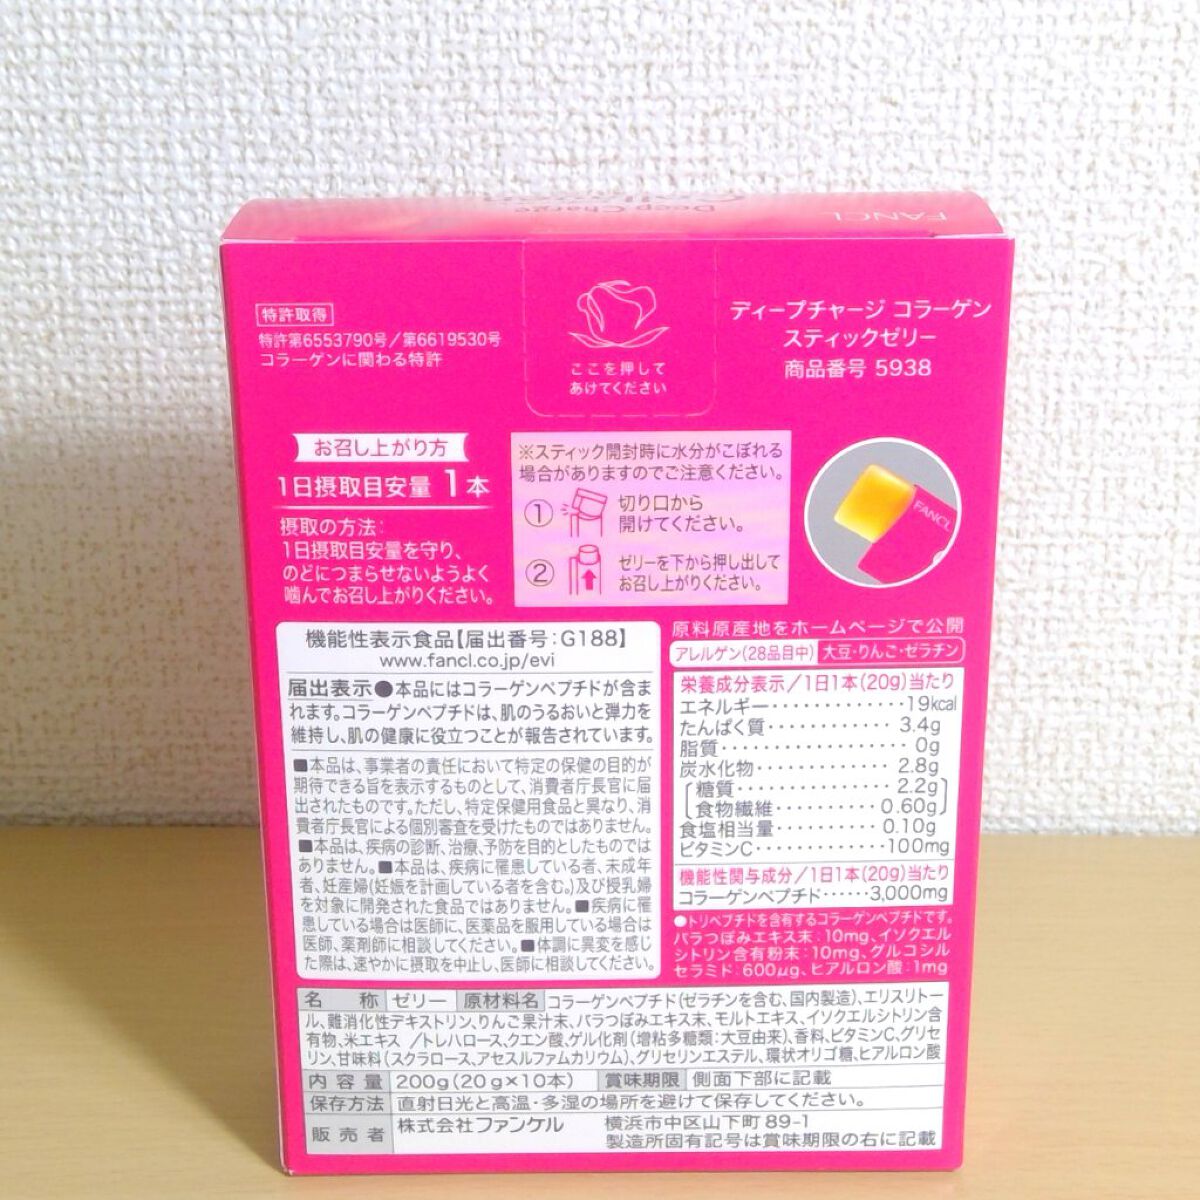 Deep Charge
Collagen
FANCL
特許取得
特許第6553790号／第6619530号
コラーゲンに関わる特許
ここを押して
あけてください
ディープチャージ コラーゲン
スティックゼリー
商品番号 5938
お召し上がり方
1日摂取目安量 1本
摂取の方法:
1日摂取目安量を守り、
のどにつまらせないようよく
噛んでお召し上がりください。
※スティック開封時に水分がこぼれる
場合がありますのでご注意ください。
① 切り口から
開けてください。
② ゼリーを下から押し出して
お召し上がりください。
FANCL
機能性表示食品【届出番号:G188】
www.fancl.co.jp/evi
届出表示●本品にはコラーゲンペプチドが含ま
れます。コラーゲンペプチドは、肌のうるおいと弾力を
維持し、肌の健康に役立つことが報告されています。
■本品は、事業者の責任において特定の保健の目的が
期待できる旨を表示するものとして、消費者庁長官に届
出されたものです。ただし、特定保健用食品と異なり、消
費者庁長官による個別審査を受けたものではありません。
■本品は、疾病の診断、治療、予防を目的としたものでは
ありません。■本品は、疾病に罹患している者、未成年
者、妊産婦(妊娠を計画している者を含む。)及び授乳婦
を対象に開発された食品ではありません。■疾病に罹
患している場合は医師に、医薬品を服用している場合は
医師、薬剤師に相談してください。■体調に異変を感じ
た際は、速やかに摂取を中止し、医師に相談してください。
原料原産地をホームページで公開
アレルゲン(28品目中) 大豆・りんご・ゼラチン
栄養成分表示／1日1本(20g)当たり
エネルギー・・・・・・・・・・・・・19kcal
たんぱく質・・・・・・・・・・・・・3.4g
脂質・・・・・・・・・・・・・・・・・・0g
炭水化物・・・・・・・・・・・・・・2.8g
糖質・・・・・・・・・・・・・・・2.2g
食物繊維・・・・・・・・・・・0.60g
食塩相当量・・・・・・・・・・0.10g
ビタミンC・・・・・・・・・・・・100mg
機能性関与成分／1日1本(20g)当たり
コラーゲンペプチド・・・・・・3,000mg
●トリペプチドを含有するコラーゲンペプチドです。
バラつぼみエキス末:10mg、イソクエル
シトリン含有粉末:10mg、グルコシル
セラミド:600μg、ヒアルロン酸:1mg
名 称 ゼリー 原材料名 コラーゲンペプチド(ゼラチンを含む、国内製造)、エリスリトー
ル、難消化性デキストリン、りんご果汁末、バラつぼみエキス末、モルトエキス、イソクエルシトリン含
有物、米エキス ／トレハロース、クエン酸、ゲル化剤(増粘多糖類:大豆由来)、香料、ビタミンC、グリセ
リン、甘味料(スクラロース、アセスルファムカリウム)、グリセリンエステル、環状オリゴ糖、ヒアルロン酸
内容量 200g(20g×10本) 賞味期限 側面下部に記載
保存方法 直射日光と高温・多湿の場所を避けて保存してください。
販売者 株式会社ファンケル 横浜市中区山下町89-1
製造所固有記号は賞味期限の右に記載